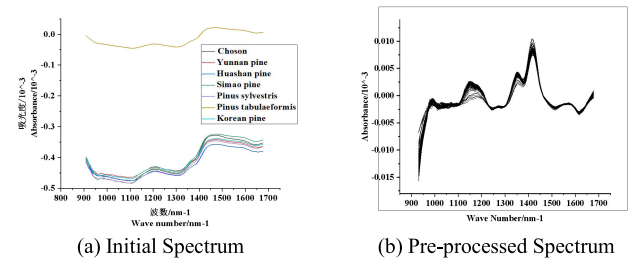 吸光度/10^-3
Absorbance/10^-3
0.0
-0.1
-0.2
-0.3
-0.4
-0.5
Choson
Yunnan pine
Huashan pine
Simao pine
Pinus sylvestris
Pinus tabulaeformis
Korean pine
800 900 1000 1100 1200 1300 1400 1500 1600 1700 1800
波数/nm-1
Wave number/nm-1
(a) Initial Spectrum
Absorbance/10^-3
0.010
0.005
0.000
-0.005
-0.010
-0.015
900 1000 1100 1200 1300 1400 1500 1600 1700
Wave Number/nm-1
(b) Pre-processed Spectrum